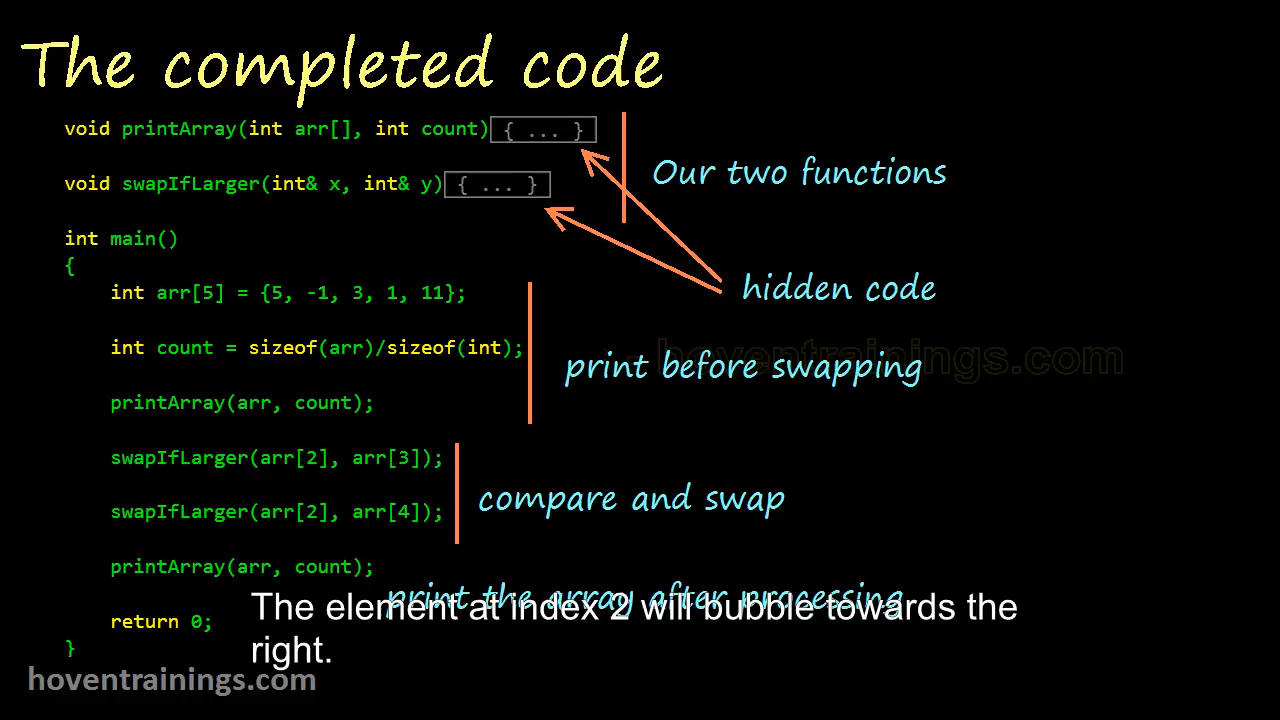 The completed code
void printArray(int arr[], int count){ ... }
Our two functions
void swapIfLarger(int& x, int& y){ ... }
int main()
{
hidden code
int arr[5] = {5, -1, 3, 1, 11};
int count = sizeof(arr)/sizeof(int);
hoventrainings.com
print before swapping
printArray(arr, count);
swapIfLarger(arr[2], arr[3]);
compare and swap
swapIfLarger(arr[2], arr[4]);
printArray(arr, count);
print the array after processing
return 0;
The element at index 2 will bubble towards the
right.
}
hoventrainings.com